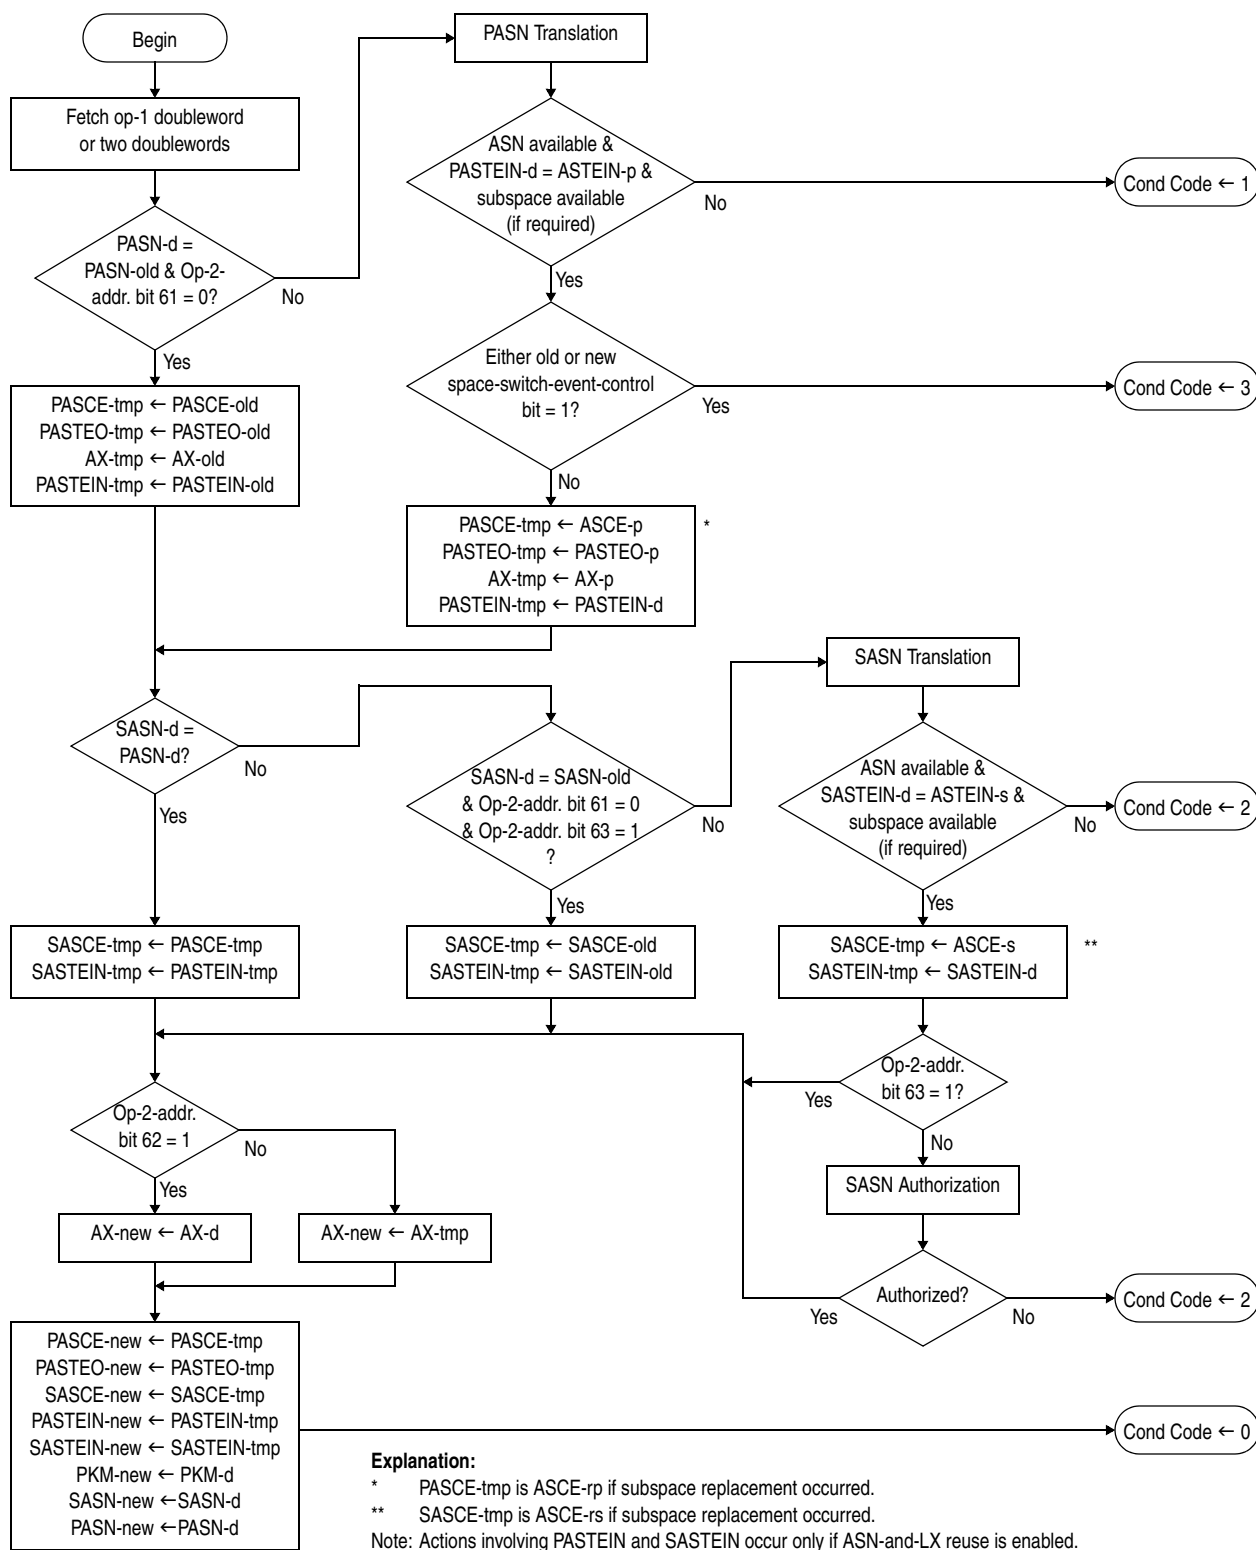 Begin
Fetch op-1 doubleword
or two doublewords
PASN-d =
PASN-old & Op-2-
addr. bit 61 = 0?
No
Yes
PASCE-tmp ← PASCE-old
PASTEO-tmp ← PASTEO-old
AX-tmp ← AX-old
PASTEIN-tmp ← PASTEIN-old
PASN Translation
ASN available &
PASTEIN-d = ASTEIN-p &
subspace available
(if required)
No
Cond Code ← 1
Yes
Either old or new
space-switch-event-control
bit = 1?
Yes
Cond Code ← 3
No
PASCE-tmp ← ASCE-p
PASTEO-tmp ← PASTEO-p
AX-tmp ← AX-p
PASTEIN-tmp ← PASTEIN-d
*
SASN-d =
PASN-d?
No
Yes
SASN-d = SASN-old
& Op-2-addr. bit 61 = 0
& Op-2-addr. bit 63 = 1
?
No
Yes
SASN Translation
ASN available &
SASTEIN-d = ASTEIN-s &
subspace available
(if required)
No
Cond Code ← 2
Yes
SASCE-tmp ← PASCE-tmp
SASTEIN-tmp ← PASTEIN-tmp
SASCE-tmp ← SASCE-old
SASTEIN-tmp ← SASTEIN-old
SASCE-tmp ← ASCE-s
SASTEIN-tmp ← SASTEIN-d
**
Op-2-addr.
bit 63 = 1?
Yes
No
SASN Authorization
Authorized?
Yes
No
Cond Code ← 2
Op-2-addr.
bit 62 = 1
No
Yes
AX-new ← AX-d
AX-new ← AX-tmp
PASCE-new ← PASCE-tmp
PASTEO-new ← PASTEO-tmp
SASCE-new ← SASCE-tmp
PASTEIN-new ← PASTEIN-tmp
SASTEIN-new ← SASTEIN-tmp
PKM-new ← PKM-d
SASN-new ←SASN-d
PASN-new ←PASN-d
Cond Code ← 0
Explanation:
* PASCE-tmp is ASCE-rp if subspace replacement occurred.
** SASCE-tmp is ASCE-rs if subspace replacement occurred.
Note: Actions involving PASTEIN and SASTEIN occur only if ASN-and-LX reuse is enabled.